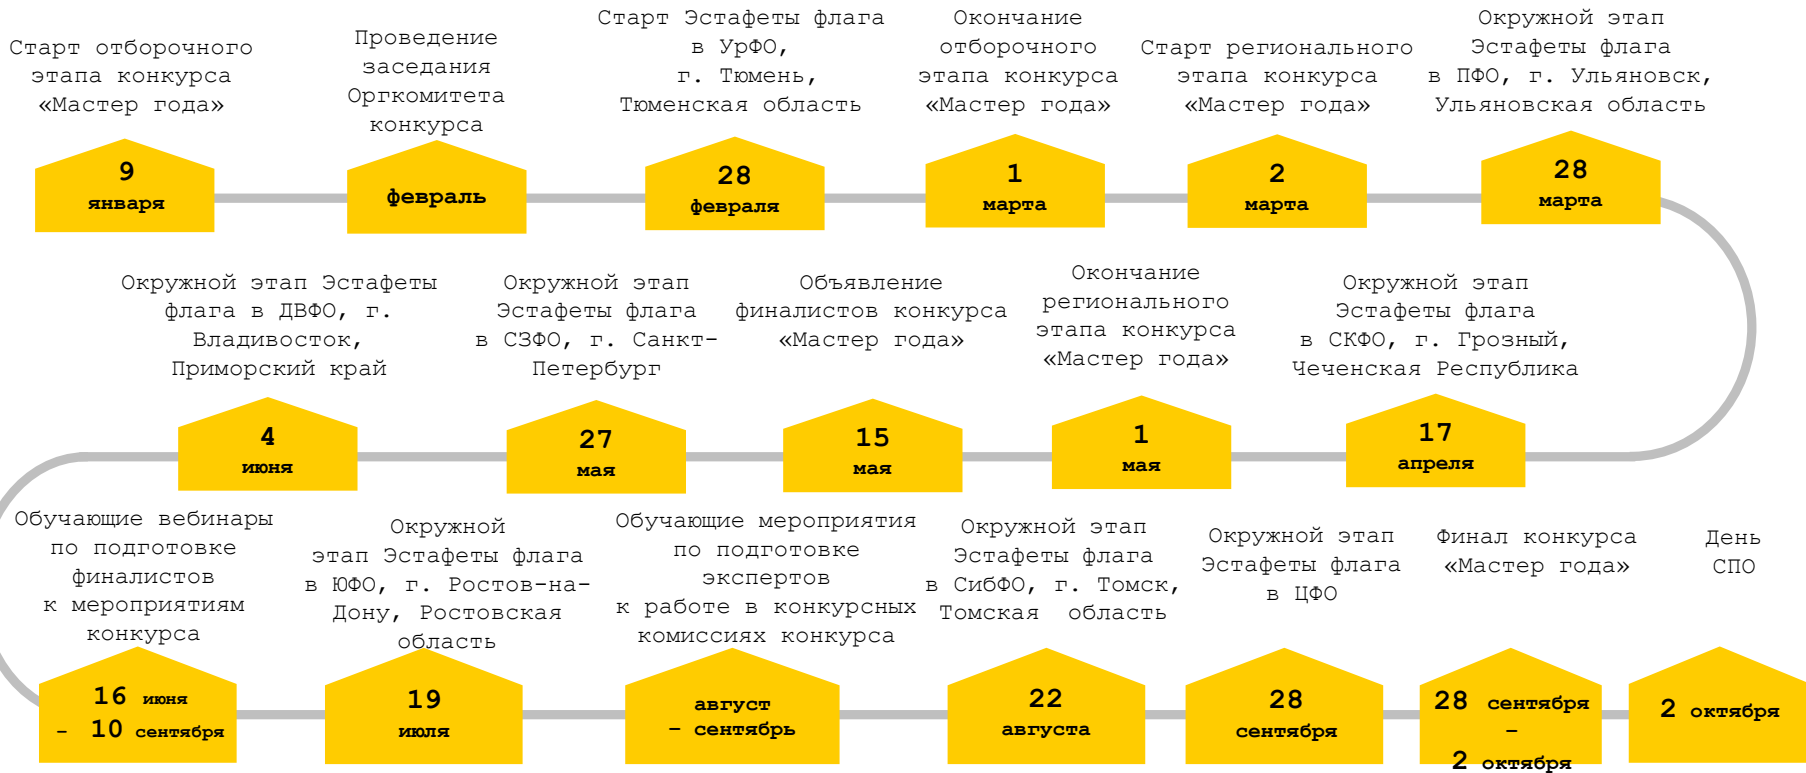 Старт отборочного
этапа конкурса
«Мастер года»
9
января
Проведение
заседания
Оргкомитета
конкурса
февраль
Старт Эстафеты флага
в УрФО,
г. Тюмень,
Тюменская область
28
февраля
Окончание
отборочного
этапа конкурса
«Мастер года»
1
марта
Старт регионального
этапа конкурса
«Мастер года»
2
марта
Окружной этап
Эстафеты флага
в ПФО, г. Ульяновск,
Ульяновская область
28
марта
Окружной этап
Эстафеты флага
в СКФО, г. Грозный,
Чеченская Республика
17
апреля
Окончание
регионального
этапа конкурса
«Мастер года»
1
мая
Объявление
финалистов конкурса
«Мастер года»
15
мая
Окружной этап
Эстафеты флага
в СЗФО, г. Санкт-
Петербург
27
мая
Окружной этап Эстафеты
флага в ДВФО, г.
Владивосток,
Приморский край
4
июня
Обучающие вебинары
по подготовке
финалистов
к мероприятиям
конкурса
16 июня
- 10 сентября
Окружной
этап Эстафеты флага
в ЮФО, г. Ростов-на-
Дону, Ростовская
область
19
июля
Обучающие мероприятия
по подготовке
экспертов
к работе в конкурсных
комиссиях конкурса
август
– сентябрь
Окружной этап
Эстафеты флага
в СибФО, г. Томск,
Томская область
22
августа
Окружной этап
Эстафеты флага
в ЦФО
28
сентября
Финал конкурса
«Мастер года»
28 сентября
–
2 октября
День
СПО
2 октября